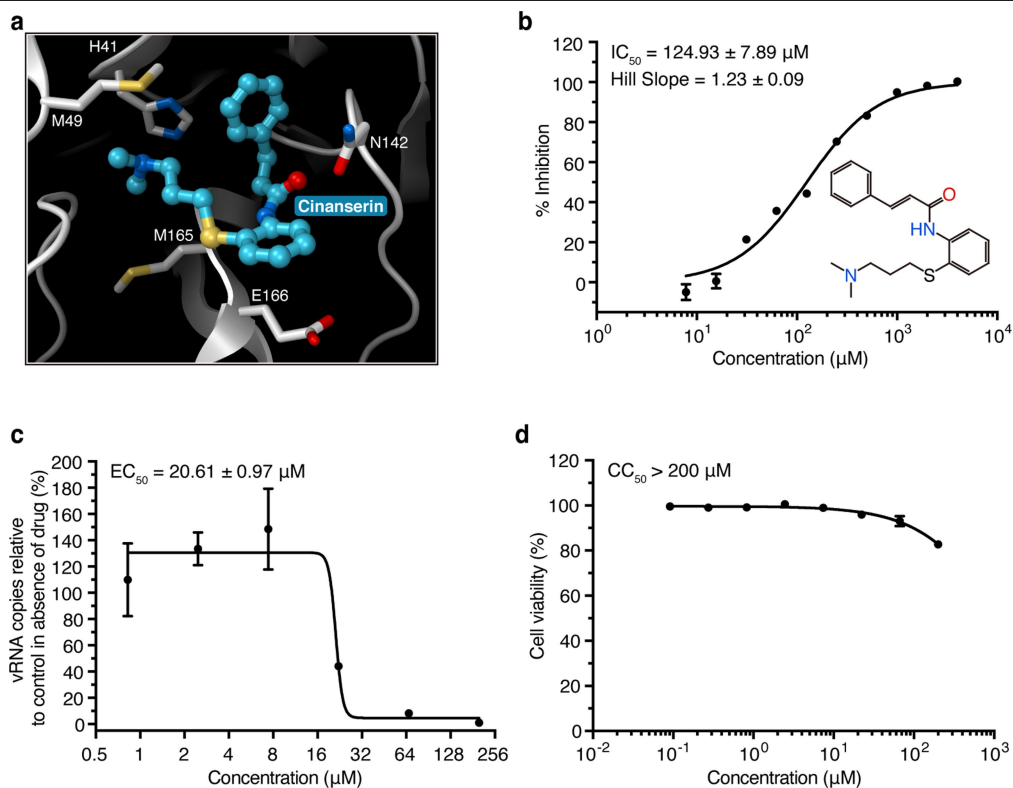 a
H41
M49
N142
Cinanserin
M165
E166
b
IC50 = 124.93 ± 7.89 µM
Hill Slope = 1.23 ± 0.09
% Inhibition
120
100
80
60
40
20
0
O
HN
N
S
10^0
10^1
10^2
10^3
10^4
Concentration (µM)
c
EC50 = 20.61 ± 0.97 µM
vRNA copies relative
to control in absence of drug (%)
200
180
160
140
120
100
80
60
40
20
0
0.5
1
2
4
8
16
32
64
128
256
Concentration (µM)
d
CC50 > 200 µM
Cell viability (%)
120
100
80
60
40
20
0
10^-2
10^-1
10^0
10^1
10^2
10^3
Concentration (µM)